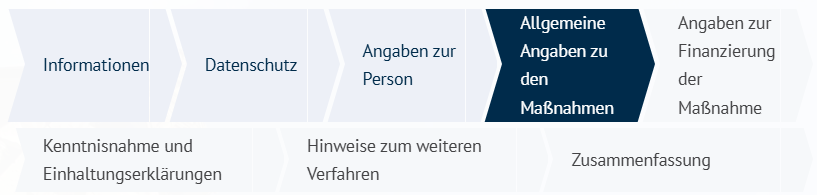 Informationen
Datenschutz
Angaben zur
Person
Allgemeine
Angaben zu
den
Maßnahmen
Angaben zur
Finanzierung
der
Maßnahme
Kenntnisnahme und
Einhaltungserklärungen
Hinweise zum weiteren
Verfahren
Zusammenfassung